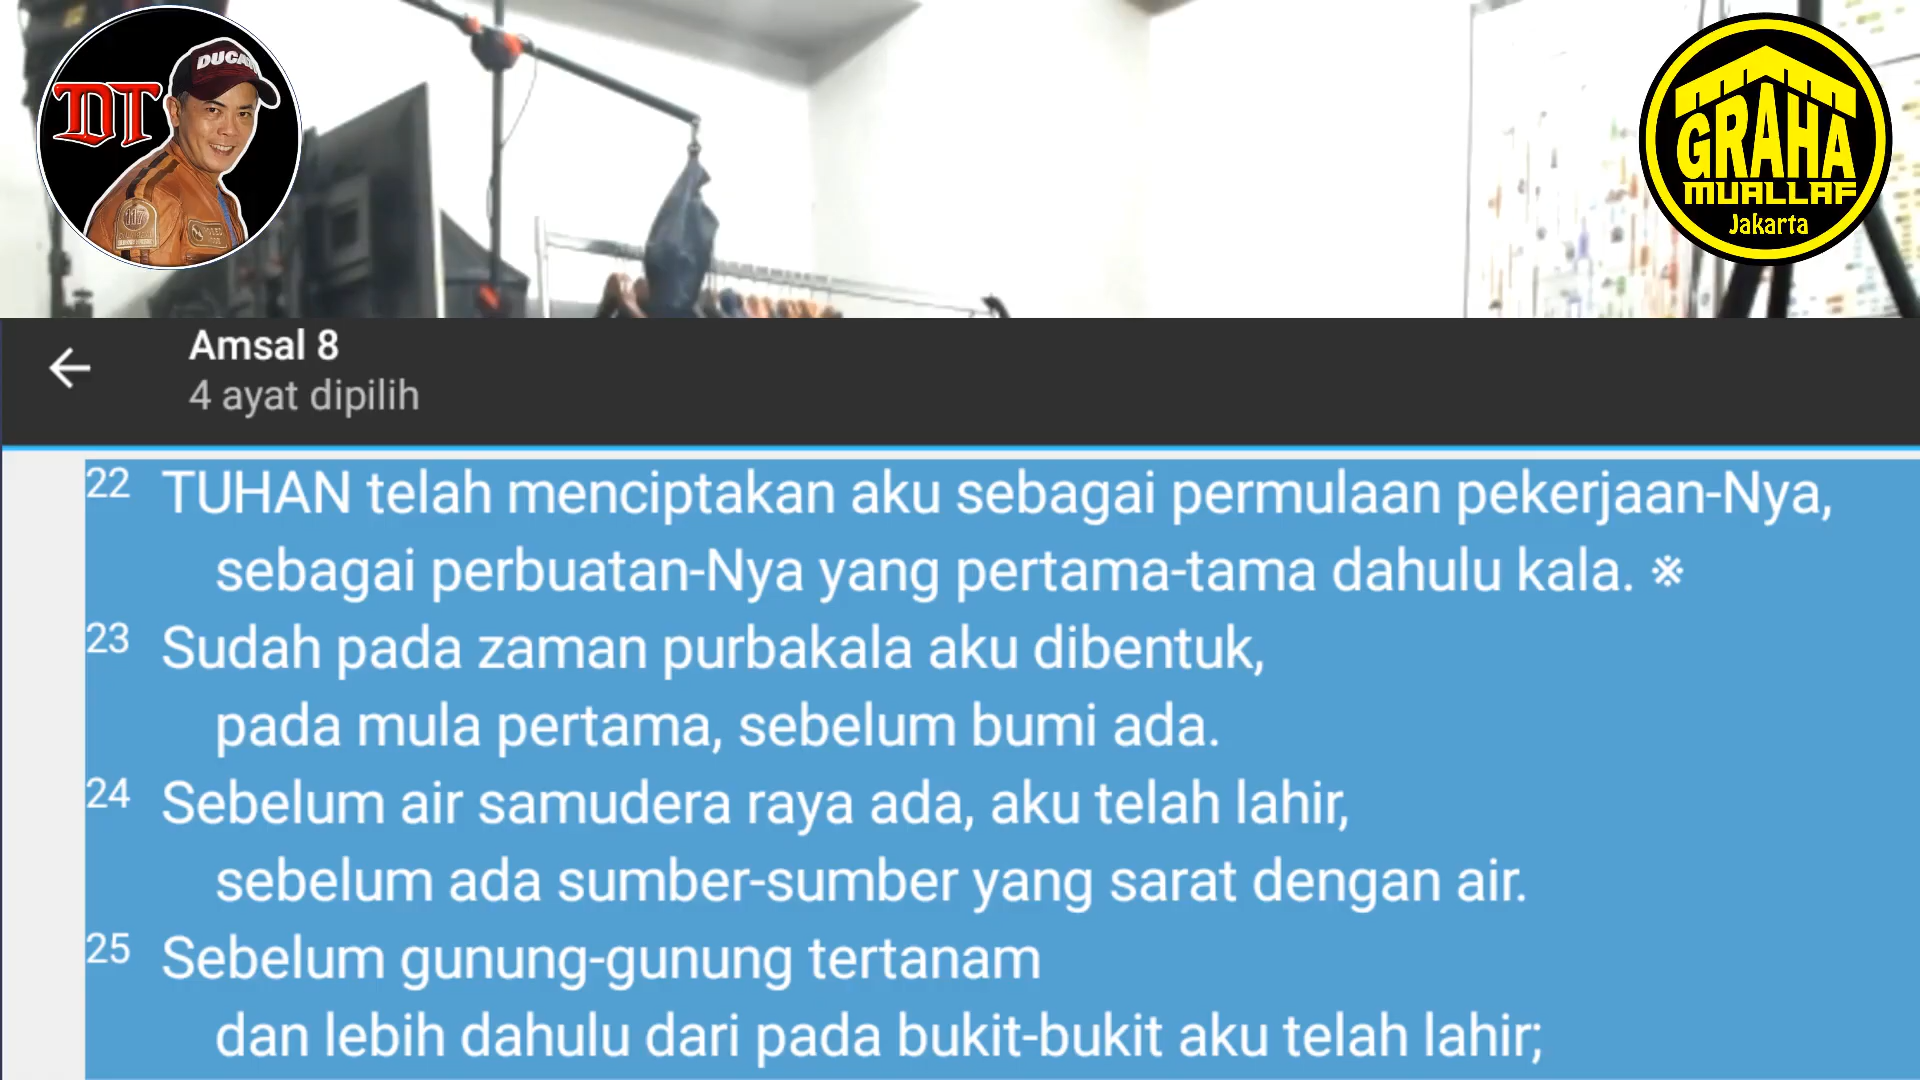 DUCATI
DT
117
GRAHA
MUALLAF
Jakarta
Amsal 8
4 ayat dipilih
22 TUHAN telah menciptakan aku sebagai permulaan pekerjaan-Nya,
sebagai perbuatan-Nya yang pertama-tama dahulu kala. ※
23 Sudah pada zaman purbakala aku dibentuk,
pada mula pertama, sebelum bumi ada.
24 Sebelum air samudera raya ada, aku telah lahir,
sebelum ada sumber-sumber yang sarat dengan air.
25 Sebelum gunung-gunung tertanam
dan lebih dahulu dari pada bukit-bukit aku telah lahir;